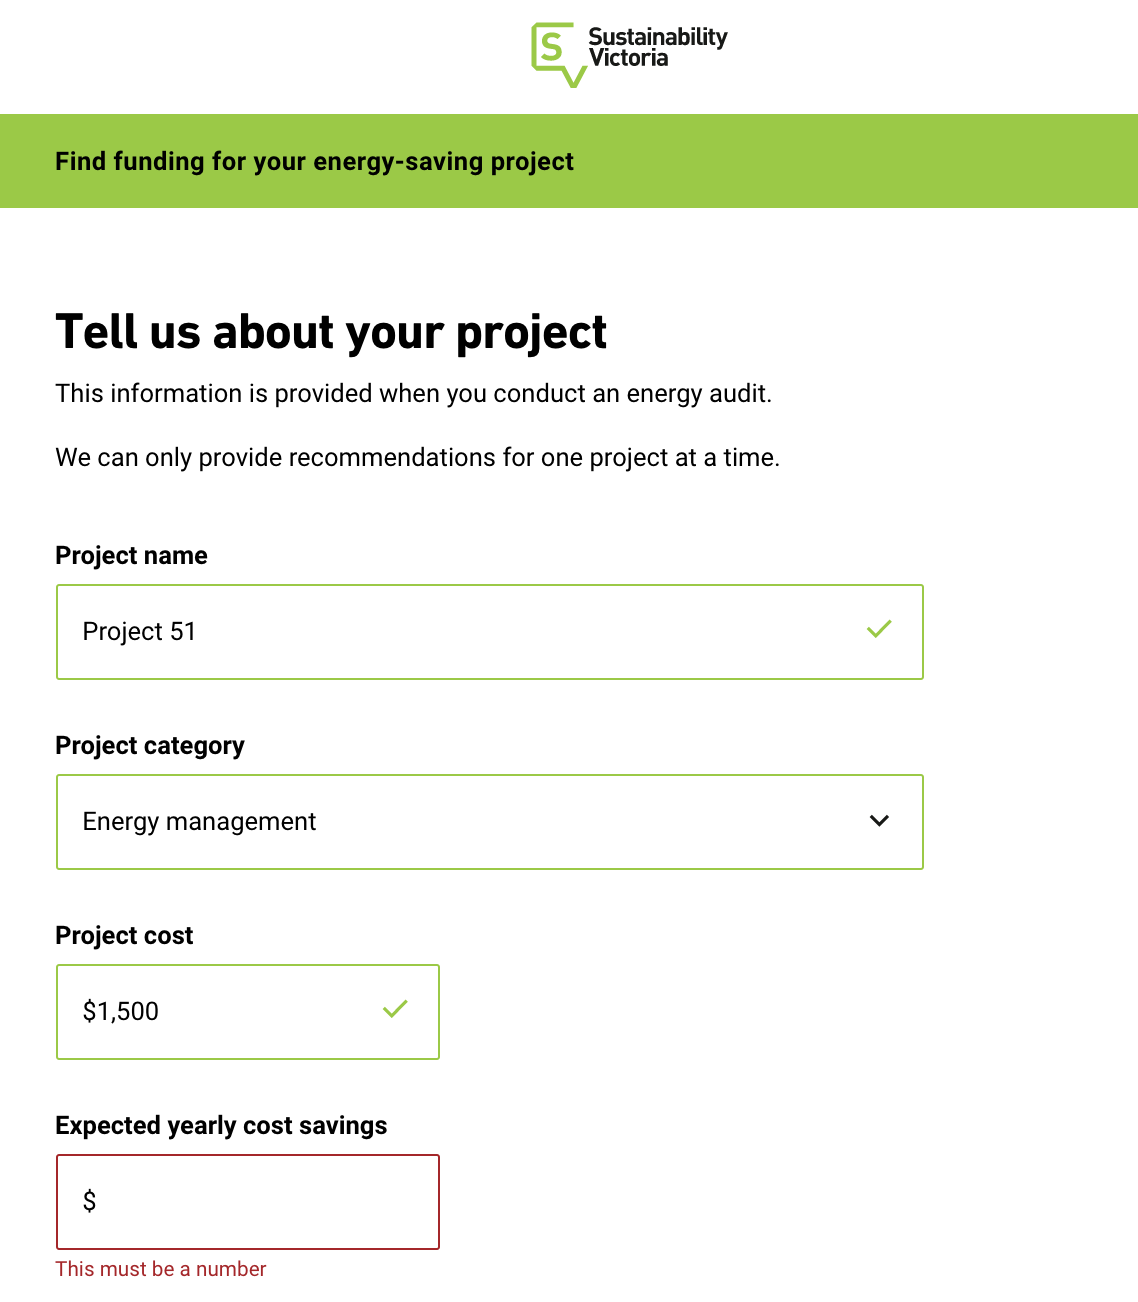 S
Sustainability
Victoria
Find funding for your energy-saving project
Tell us about your project
This information is provided when you conduct an energy audit.
We can only provide recommendations for one project at a time.
Project name
Project 51
Project category
Energy management
Project cost
$1,500
Expected yearly cost savings
$
This must be a number